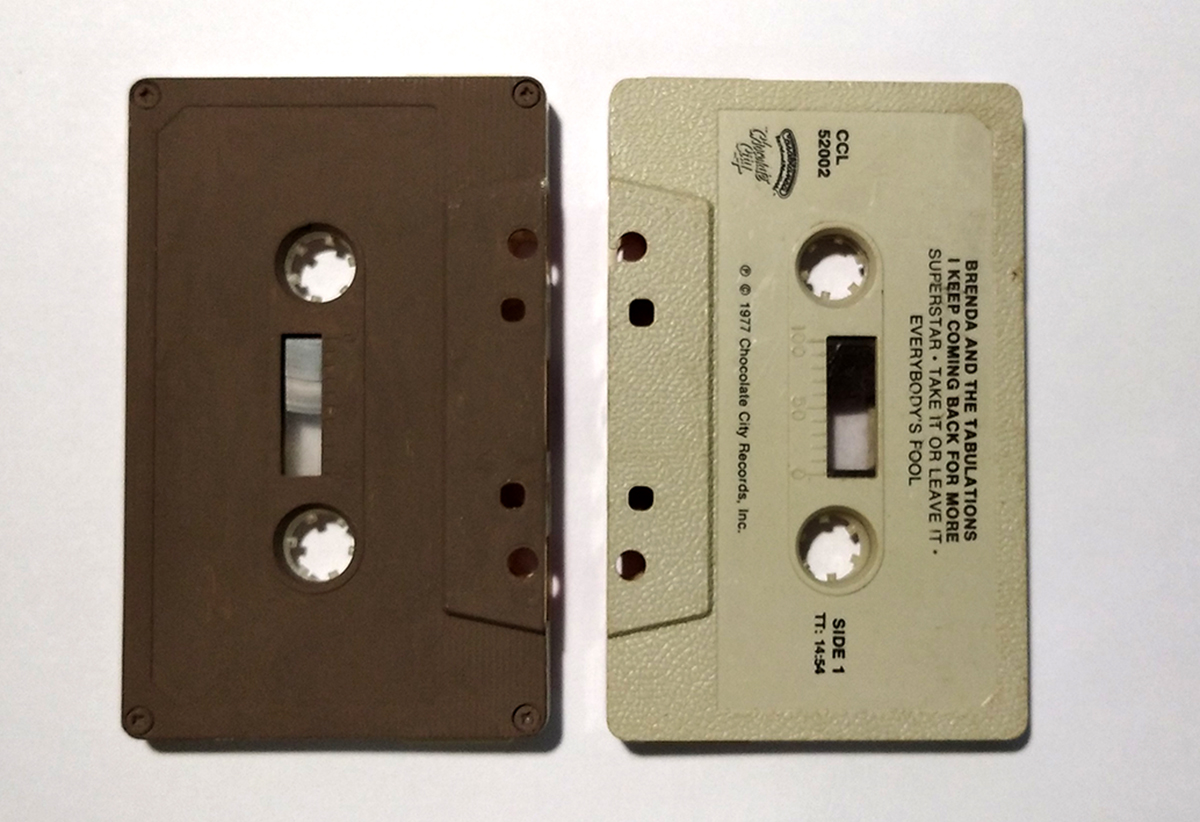 BRENDA AND THE TABULATIONS
I KEEP COMING BACK FOR MORE
SUPERSTAR • TAKE IT OR LEAVE IT •
EVERYBODY'S FOOL
CCL
52002
Chocolate
City
SIDE 1
TT: 14:54
100 50 0
℗ © 1977 Chocolate City Records, Inc.